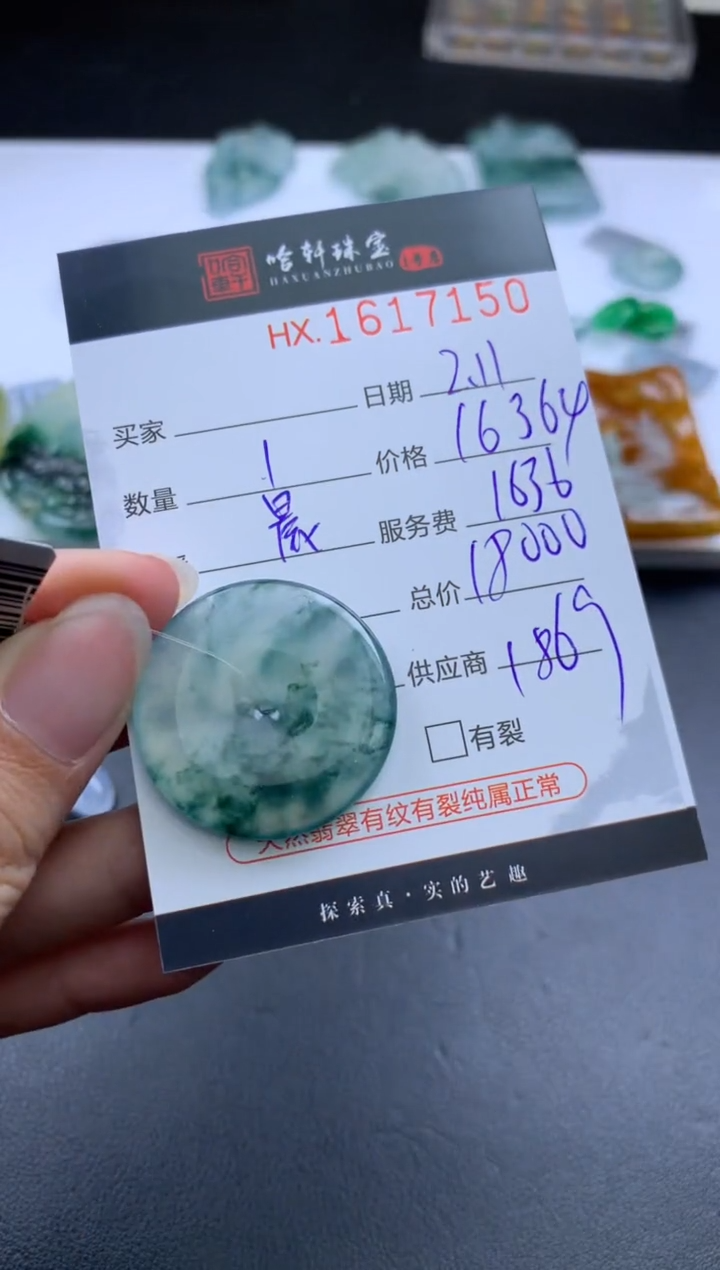 哈轩珠宝
HAXUANZHUBAO
HX.1617150
买家 日期 2.11
数量 1 价格 16364
晨 服务费 1636
总价 18000
供应商 1869
有裂
天然翡翠有纹有裂纯属正常
探索真·实的艺趣